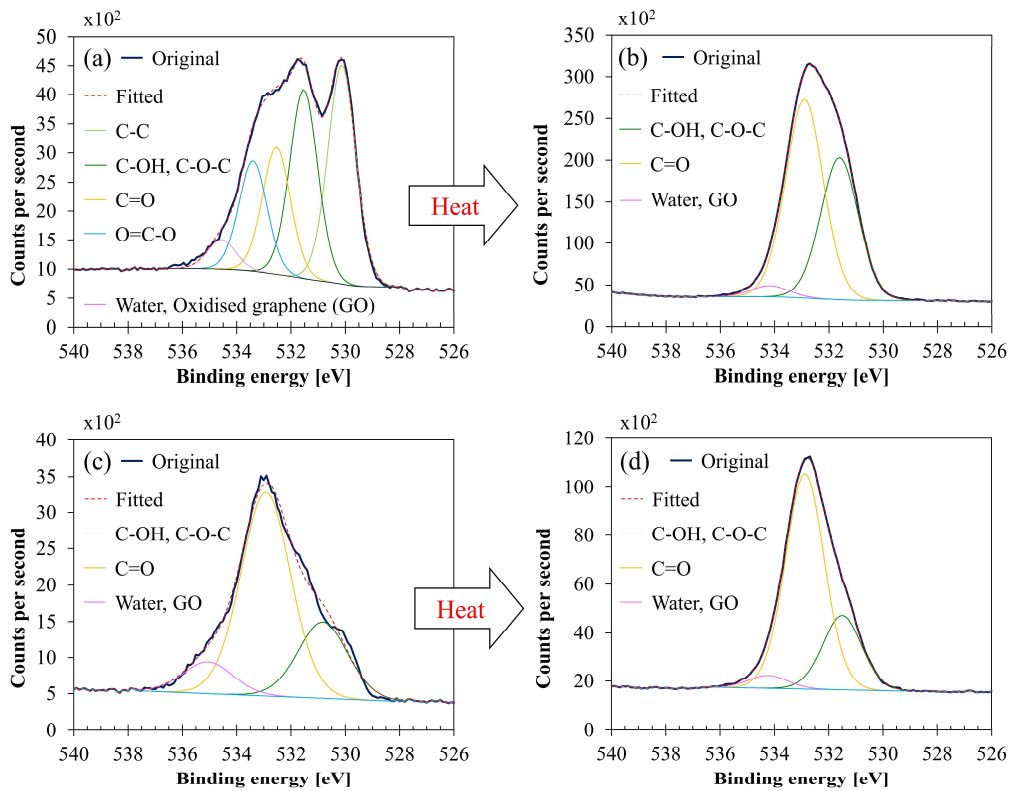 x10²
50
45
40
35
30
25
20
15
10
5
0
Counts per second
(a) Original
Fitted
C-C
C-OH, C-O-C
C=O
O=C-O
Water, Oxidised graphene (GO)
540 538 536 534 532 530 528 526
Binding energy [eV]
Heat
x10²
350
300
250
200
150
100
50
0
Counts per second
(b) Original
Fitted
C-OH, C-O-C
C=O
Water, GO
540 538 536 534 532 530 528 526
Binding energy [eV]
x10²
40
35
30
25
20
15
10
5
0
Counts per second
(c) Original
Fitted
C-OH, C-O-C
C=O
Water, GO
540 538 536 534 532 530 528 526
Binding energy [eV]
Heat
x10²
120
100
80
60
40
20
0
Counts per second
(d) Original
Fitted
C-OH, C-O-C
C=O
Water, GO
540 538 536 534 532 530 528 526
Binding energy [eV]